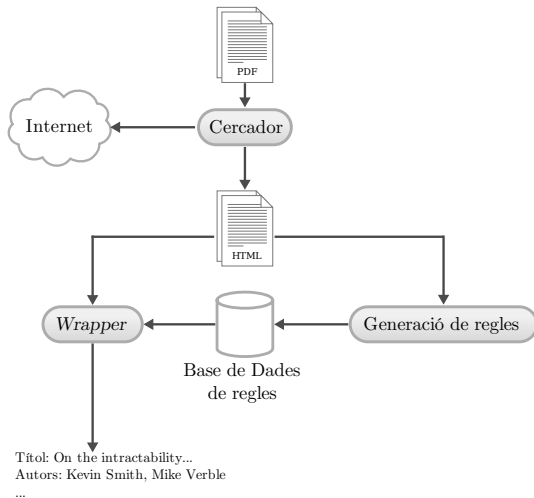 PDF
Internet
Cercador
HTML
Wrapper
Generació de regles
Base de Dades
de regles
Títol: On the intractability...
Autors: Kevin Smith, Mike Verble
...